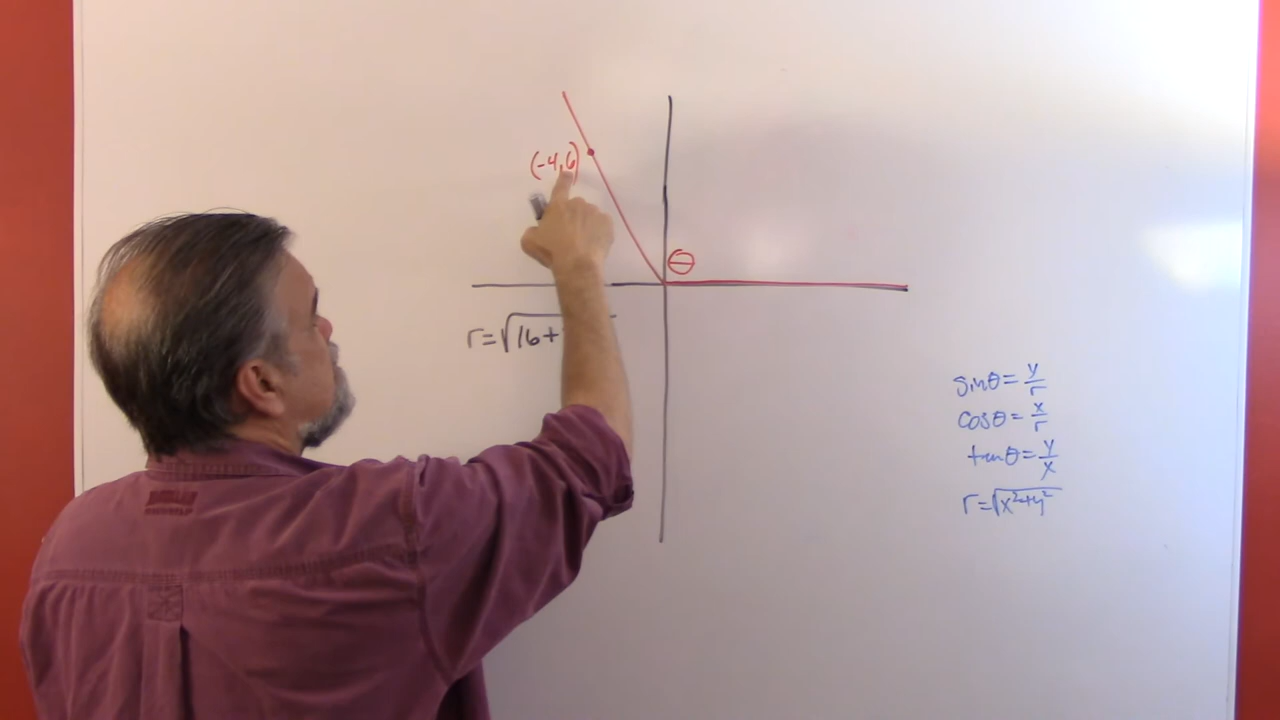 (-4,6)
θ
r=√16+
sinθ=y/r
cosθ=x/r
tanθ=y/x
r=√x²+y²